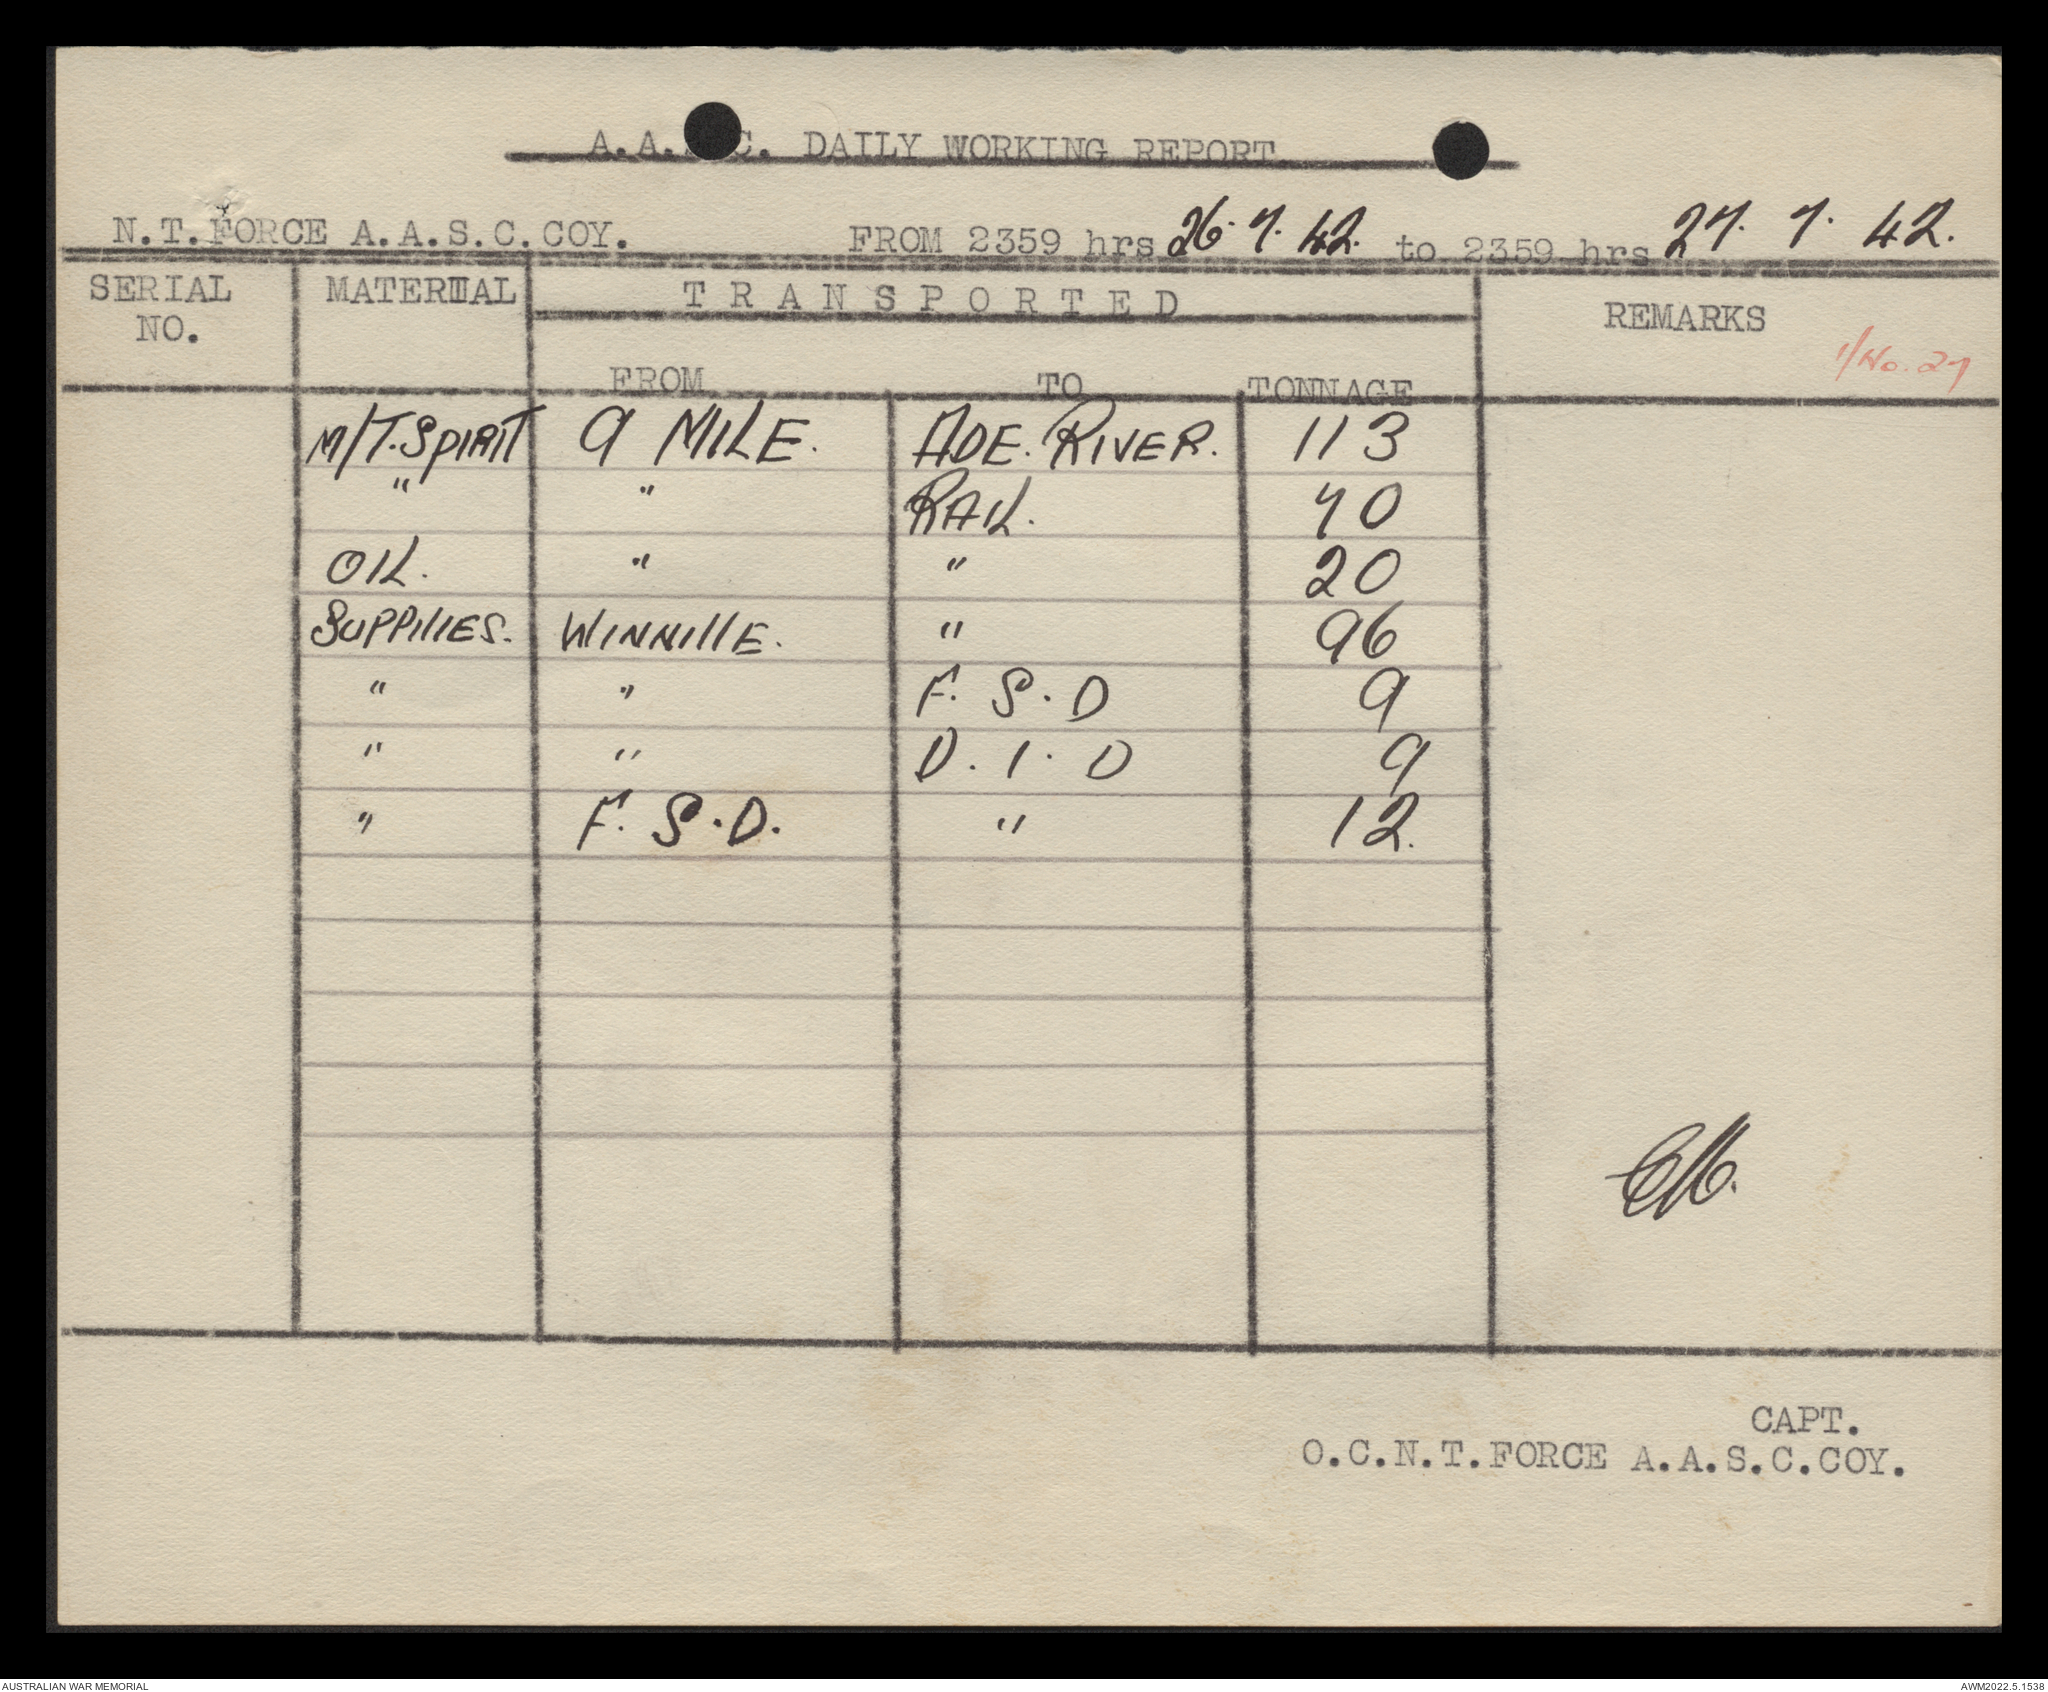 A.A.S.C. DAILY WORKING REPORT
N.T.FORCE A.A.S.C.COY. FROM 2359 hrs 26.7.42. to 2359 hrs 27. 7. 42.
SERIAL NO. MATERIAL TRANSPORTED REMARKS
1/No. 27
FROM TO TONNAGE
M/T.SPIRIT 9 MILE. ADE. RIVER. 113
" " RAIL. 70
OIL. " " 20
SUPPLIES. WINNILLE. " 96
" " F. S. D 9
" " D. I. D 9
" F. S. D. " 12.
CAPT.
O.C.N.T.FORCE A.A.S.C.COY.
AUSTRALIAN WAR MEMORIAL AWM2022.5.1538